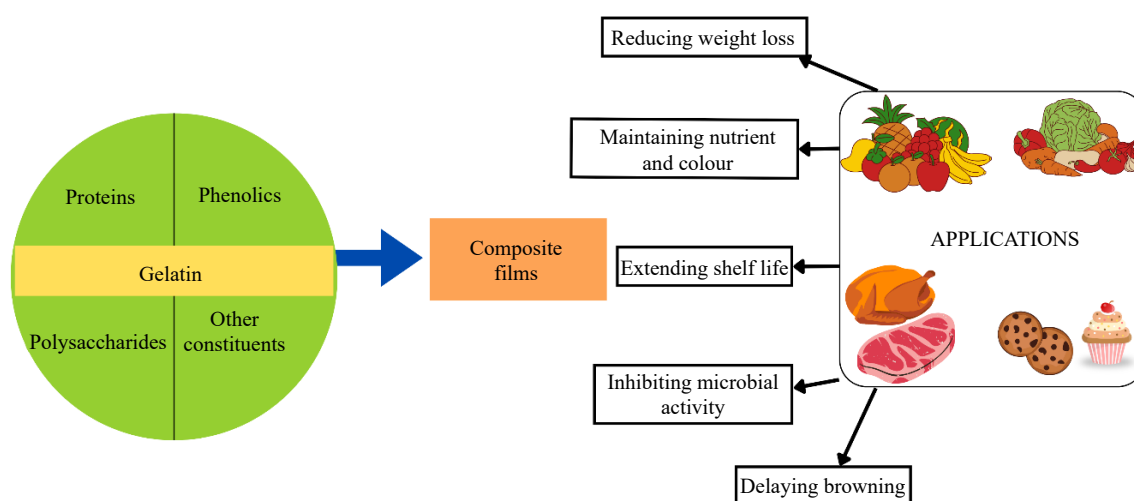 Proteins
Phenolics
Gelatin
Polysaccharides
Other
constituents
Composite
films
Reducing weight loss
Maintaining nutrient
and colour
Extending shelf life
Inhibiting microbial
activity
Delaying browning
APPLICATIONS